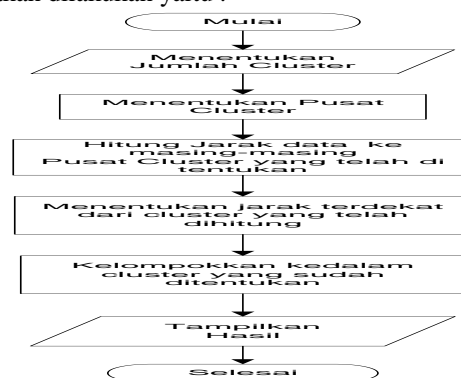 yaitu :
Mulai
Menentukan
Jumlah Cluster
Menentukan Pusat
Cluster
Hitung Jarak data ke
masing-masing
Pusat Cluster yang telah di
tentukan
Menentukan jarak terdekat
dari cluster yang telah
dihitung
Kelompokkan kedalam
cluster yang sudah
ditentukan
Tampilkan
Hasil
Selesai